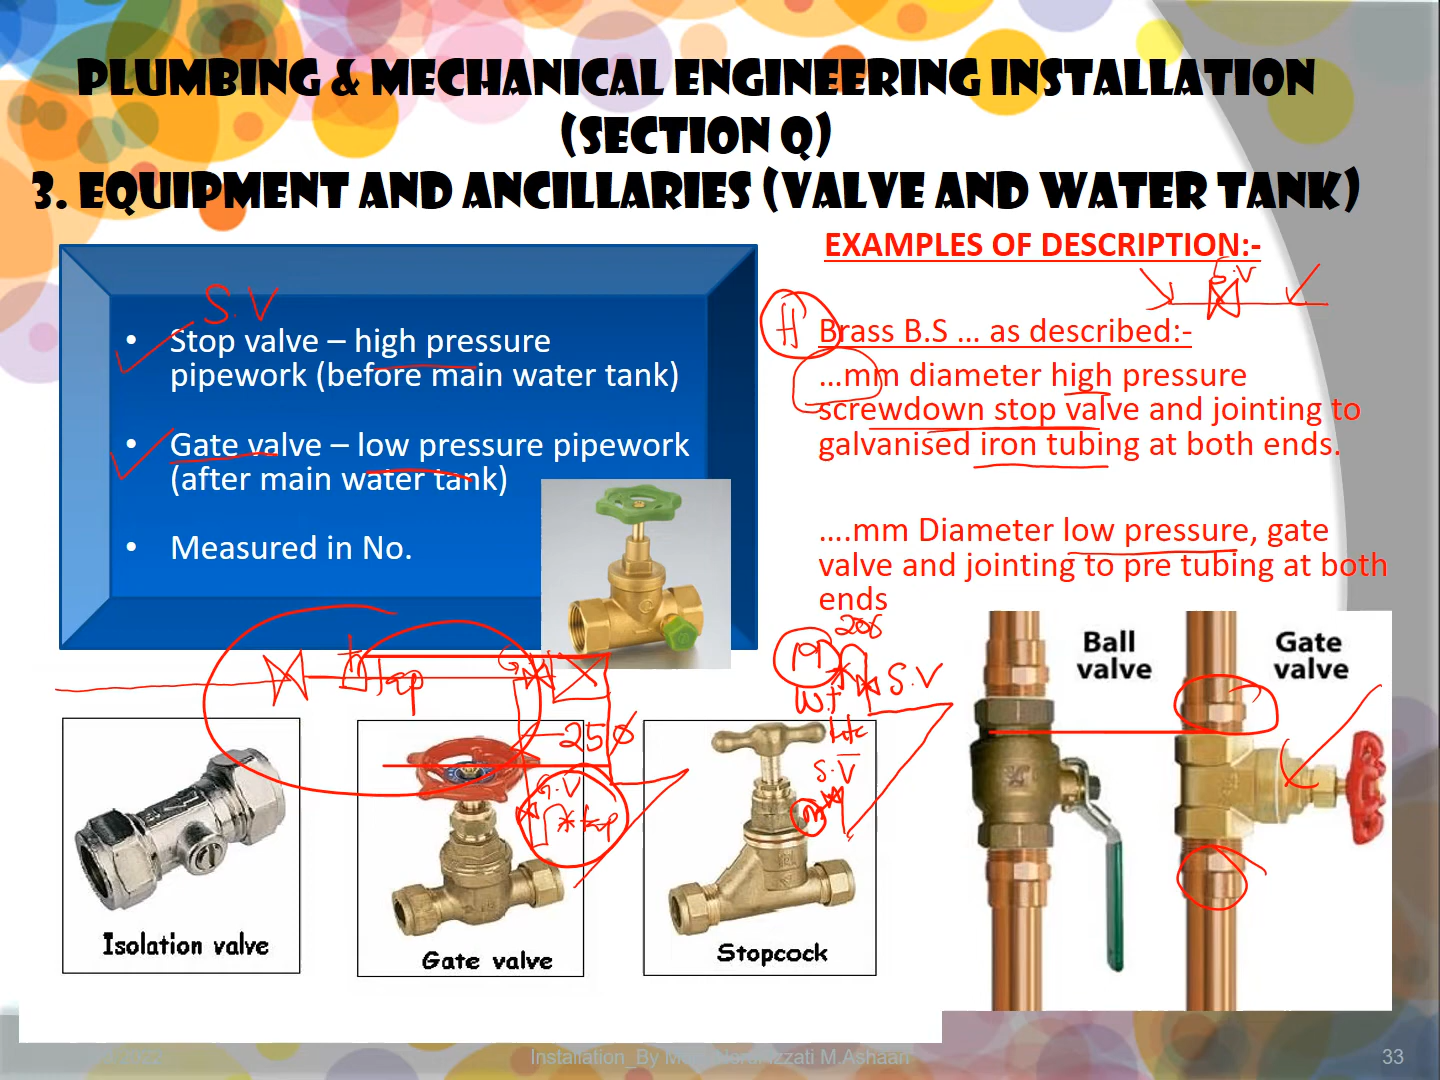 PLUMBING & MECHANICAL ENGINEERING INSTALLATION
(SECTION Q)
3. EQUIPMENT AND ANCILLARIES (VALVE AND WATER TANK)
S.V
• Stop valve – high pressure
pipework (before main water tank)
• Gate valve – low pressure pipework
(after main water tank)
• Measured in No.
EXAMPLES OF DESCRIPTION:-
S.V
H
Brass B.S ... as described:-
...mm diameter high pressure
screwdown stop valve and jointing to
galvanised iron tubing at both ends.
....mm Diameter low pressure, gate
valve and jointing to pre tubing at both
ends
tap
25ø
G.V
tap
20ø
S.V
S.V
Isolation valve
Gate valve
Stopcock
Ball
valve
Gate
valve
33